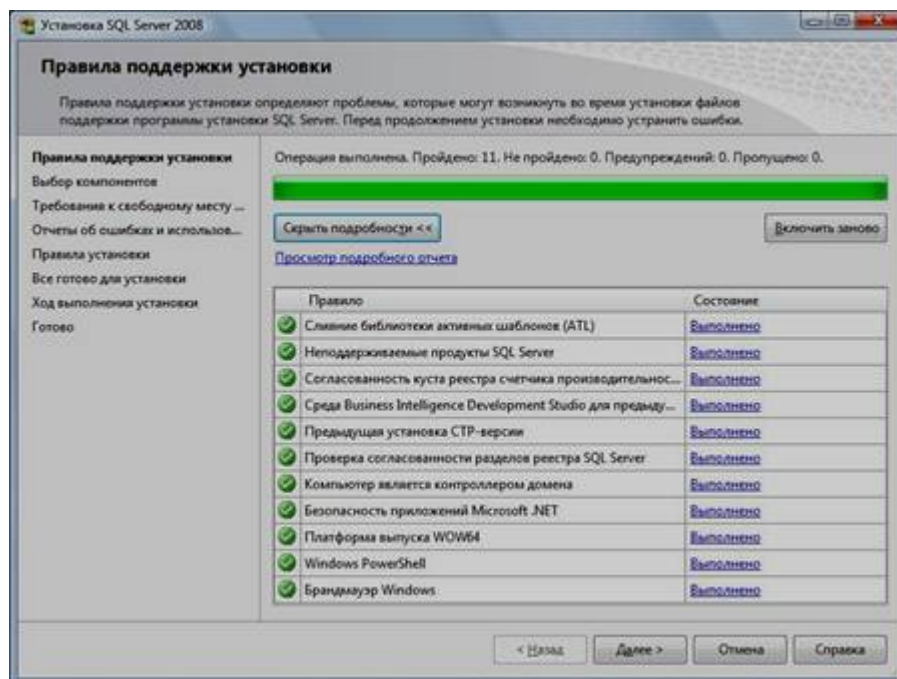 Установка SQL Server 2008
Правила поддержки установки
Правила поддержки установки определяют проблемы, которые могут возникнуть во время установки файлов
поддержки программы установки SQL Server. Перед продолжением установки необходимо устранить ошибки.
Правила поддержки установки
Выбор компонентов
Требования к свободному месту ...
Отчеты об ошибках и использов...
Правила установки
Все готово для установки
Ход выполнения установки
Готово
Операция выполнена. Пройдено: 11. Не пройдено: 0. Предупреждений: 0. Пропущено: 0.
Скрыть подробности <<
Включить заново
Просмотр подробного отчета
Правило Состояние
Слияние библиотеки активных шаблонов (ATL) Выполнено
Неподдерживаемые продукты SQL Server Выполнено
Согласованность куста реестра счетчика производительнос... Выполнено
Среда Business Intelligence Development Studio для предыду... Выполнено
Предыдущая установка CTP-версии Выполнено
Проверка согласованности разделов реестра SQL Server Выполнено
Компьютер является контроллером домена Выполнено
Безопасность приложений Microsoft .NET Выполнено
Платформа выпуска WOW64 Выполнено
Windows PowerShell Выполнено
Брандмауэр Windows Выполнено
< Назад Далее > Отмена Справка